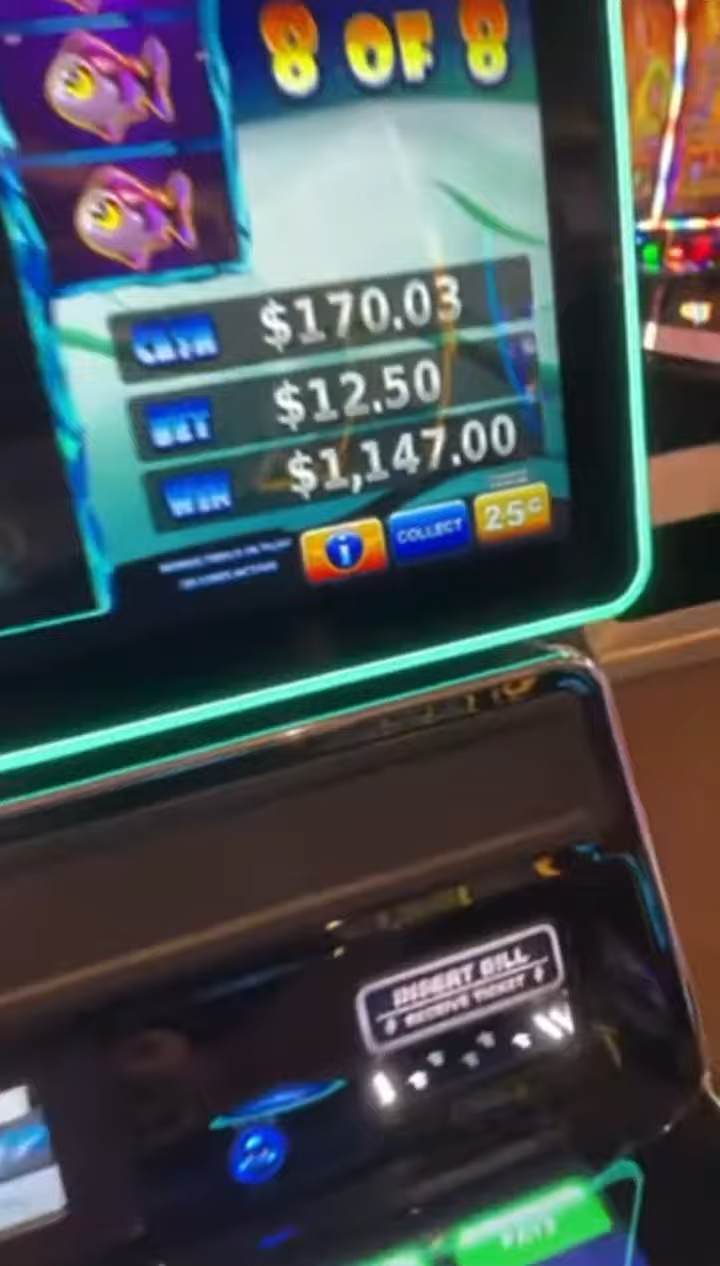 8 OF 8
CASH $170.03
BET $12.50
WIN $1,147.00
i COLLECT 25¢
INSERT BILL
RECEIVE TICKET